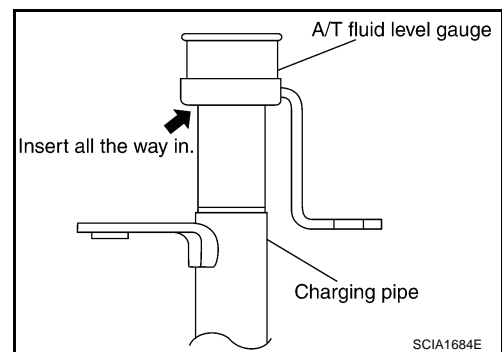 A/T fluid level gauge
Insert all the way in.
Charging pipe
SCIA1684E